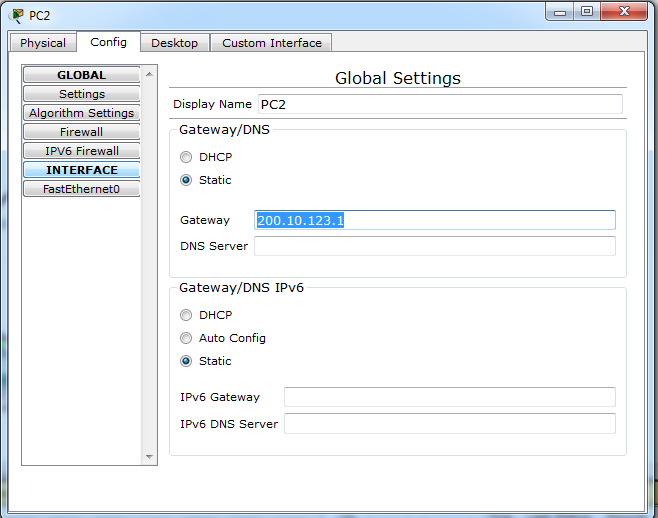 PC2
Physical Config Desktop Custom Interface
GLOBAL
Settings
Algorithm Settings
Firewall
IPV6 Firewall
INTERFACE
FastEthernet0
Global Settings
Display Name PC2
Gateway/DNS
DHCP
Static
Gateway 200.10.123.1
DNS Server
Gateway/DNS IPv6
DHCP
Auto Config
Static
IPv6 Gateway
IPv6 DNS Server